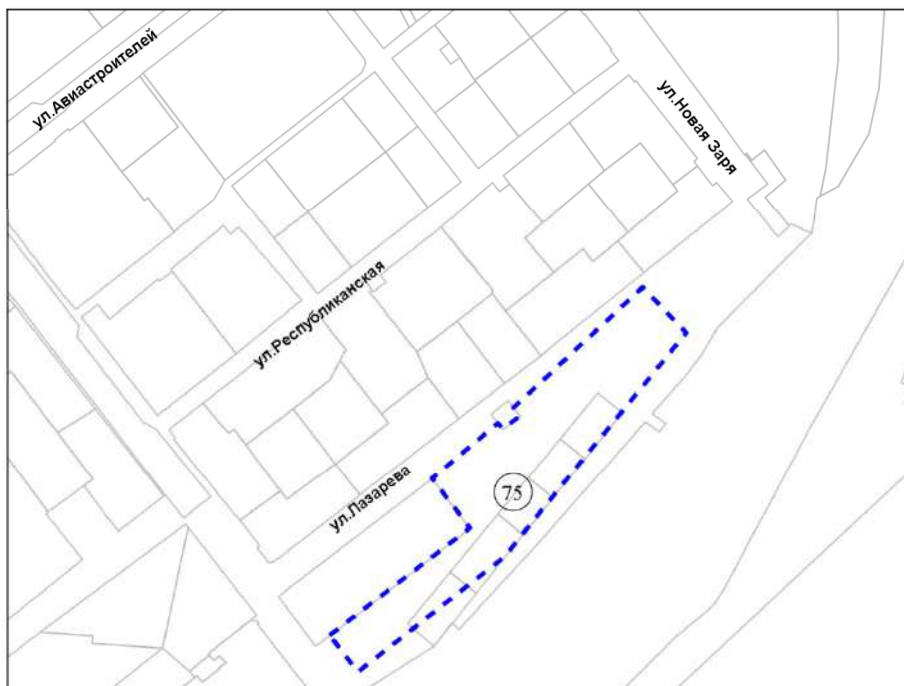 ул.Авиастроителей
ул.Новая Заря
ул.Республиканская
ул.Лазарева
75